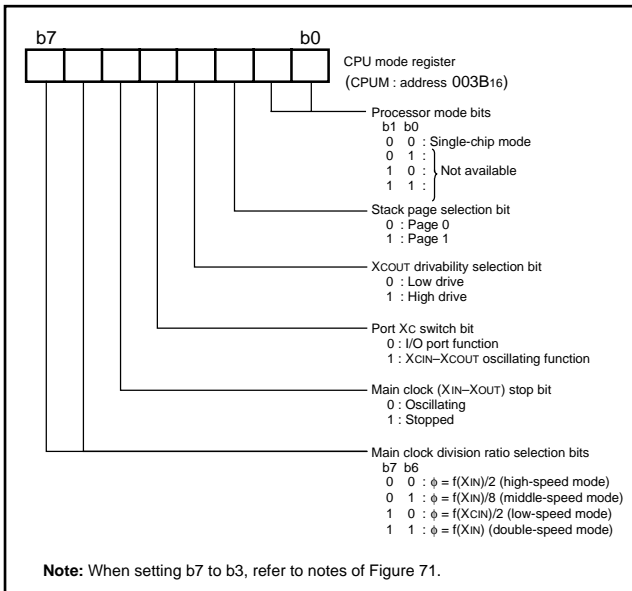 b7 b0
CPU mode register
(CPUM : address 003B16)
Processor mode bits
b1 b0
0 0 : Single-chip mode
0 1 :
1 0 : Not available
1 1 :
Stack page selection bit
0 : Page 0
1 : Page 1
XCOUT drivability selection bit
0 : Low drive
1 : High drive
Port XC switch bit
0 : I/O port function
1 : XCIN–XCOUT oscillating function
Main clock (XIN–XOUT) stop bit
0 : Oscillating
1 : Stopped
Main clock division ratio selection bits
b7 b6
0 0 : ϕ = f(XIN)/2 (high-speed mode)
0 1 : ϕ = f(XIN)/8 (middle-speed mode)
1 0 : ϕ = f(XCIN)/2 (low-speed mode)
1 1 : ϕ = f(XIN) (double-speed mode)
Note: When setting b7 to b3, refer to notes of Figure 71.